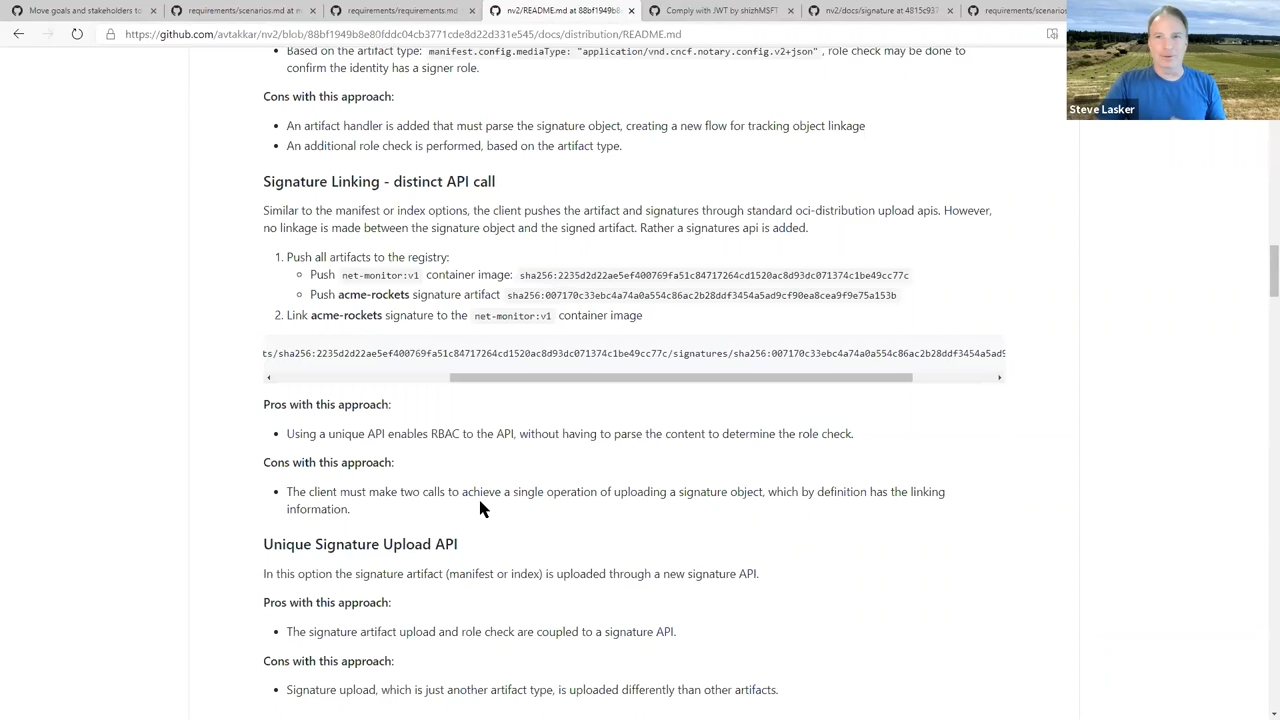 Move goals and stakeholders to
requirements/scenarios.md at m
requirements/requirements.md
nv2/README.md at 88bf1949b8
Comply with JWT by shizhMSFT
nv2/docs/signature at 4815c937
requirements/sce
https://github.com/avtakkar/nv2/blob/88bf1949b8e80fddc04cb3771cde8d22d331e545/docs/distribution/README.md
Based on the artifact type: manifest.config.mediaType: "application/vnd.cncf.notary.config.v2+json" , role check may be done to
confirm the identity has a signer role.
Steve Lasker
Cons with this approach:
• An artifact handler is added that must parse the signature object, creating a new flow for tracking object linkage
• An additional role check is performed, based on the artifact type.
Signature Linking - distinct API call
Similar to the manifest or index options, the client pushes the artifact and signatures through standard oci-distribution upload apis. However,
no linkage is made between the signature object and the signed artifact. Rather a signatures api is added.
1. Push all artifacts to the registry:
Push net-monitor:v1 container image: sha256:2235d2d22ae5ef400769fa51c84717264cd1520ac8d93dc071374c1be49cc77c
Push acme-rockets signature artifact sha256:007170c33ebc4a74a0a554c86ac2b28ddf3454a5ad9cf90ea8cea9f9e75a153b
2. Link acme-rockets signature to the net-monitor:v1 container image
ts/sha256:2235d2d22ae5ef400769fa51c84717264cd1520ac8d93dc071374c1be49cc77c/signatures/sha256:007170c33ebc4a74a0a554c86ac2b28ddf3454a5ad9
Pros with this approach:
• Using a unique API enables RBAC to the API, without having to parse the content to determine the role check.
Cons with this approach:
• The client must make two calls to achieve a single operation of uploading a signature object, which by definition has the linking
information.
Unique Signature Upload API
In this option the signature artifact (manifest or index) is uploaded through a new signature API.
Pros with this approach:
• The signature artifact upload and role check are coupled to a signature API.
Cons with this approach:
• Signature upload, which is just another artifact type, is uploaded differently than other artifacts.